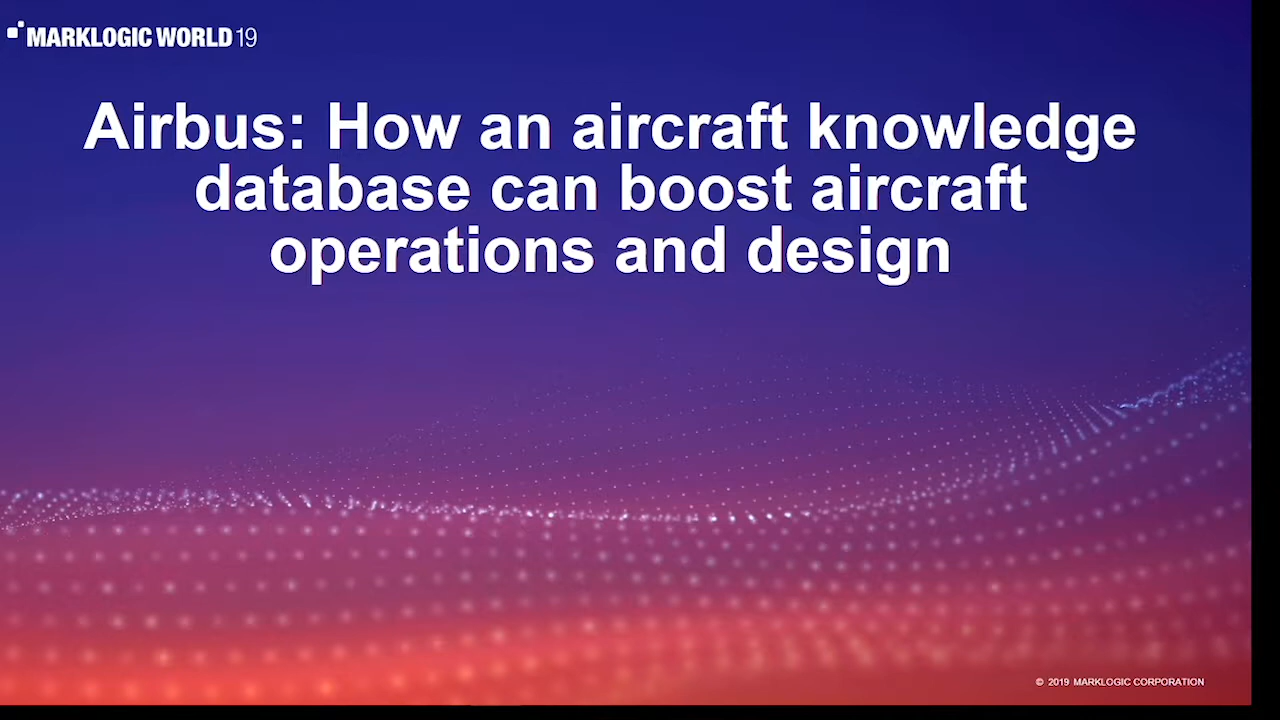 MARKLOGIC WORLD 19
Airbus: How an aircraft knowledge
database can boost aircraft
operations and design
© 2019 MARKLOGIC CORPORATION